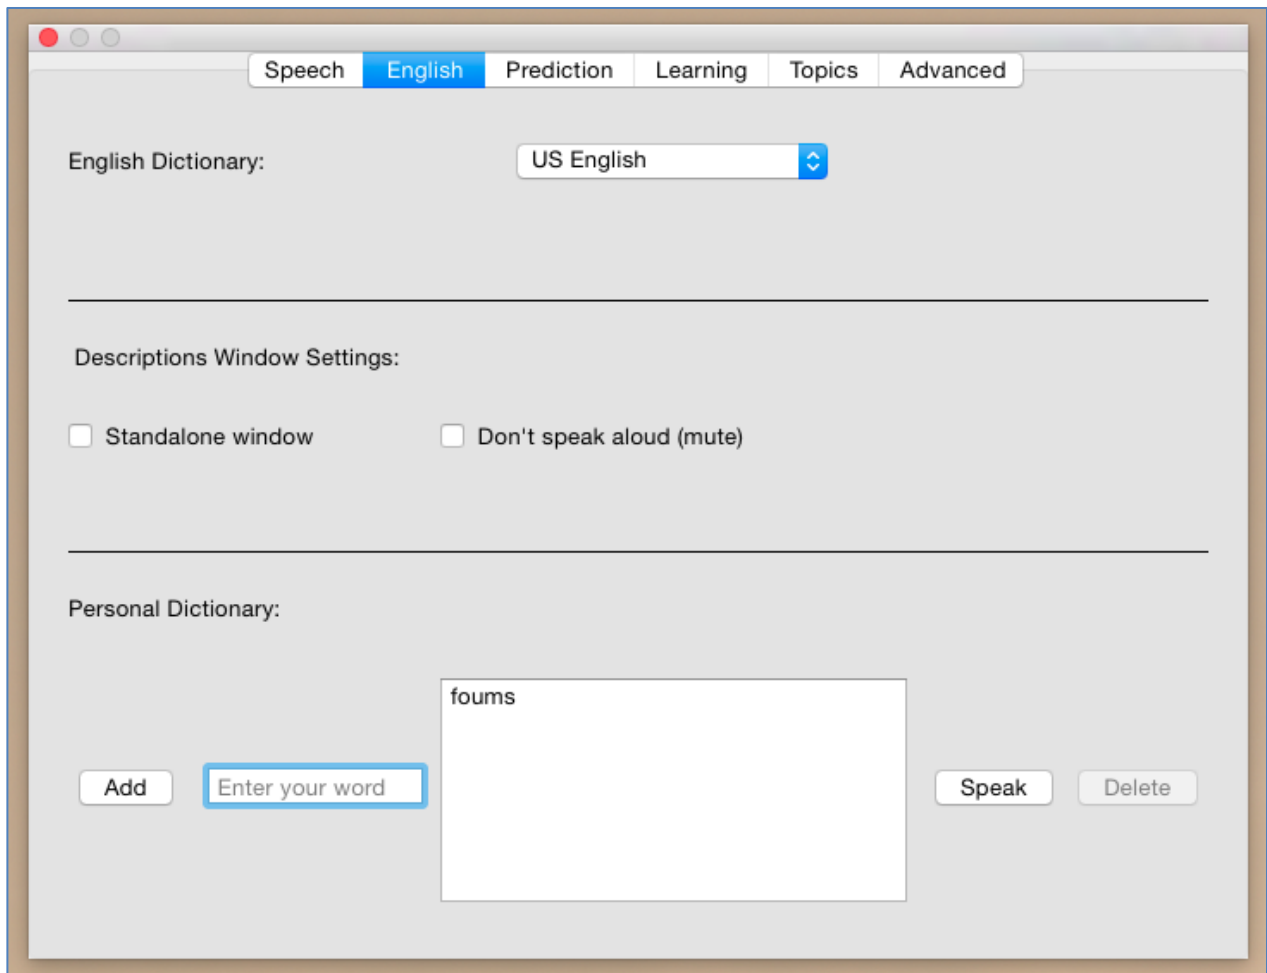 Speech English Prediction Learning Topics Advanced
English Dictionary: US English
Descriptions Window Settings:
Standalone window Don't speak aloud (mute)
Personal Dictionary:
foums
Add Enter your word Speak Delete